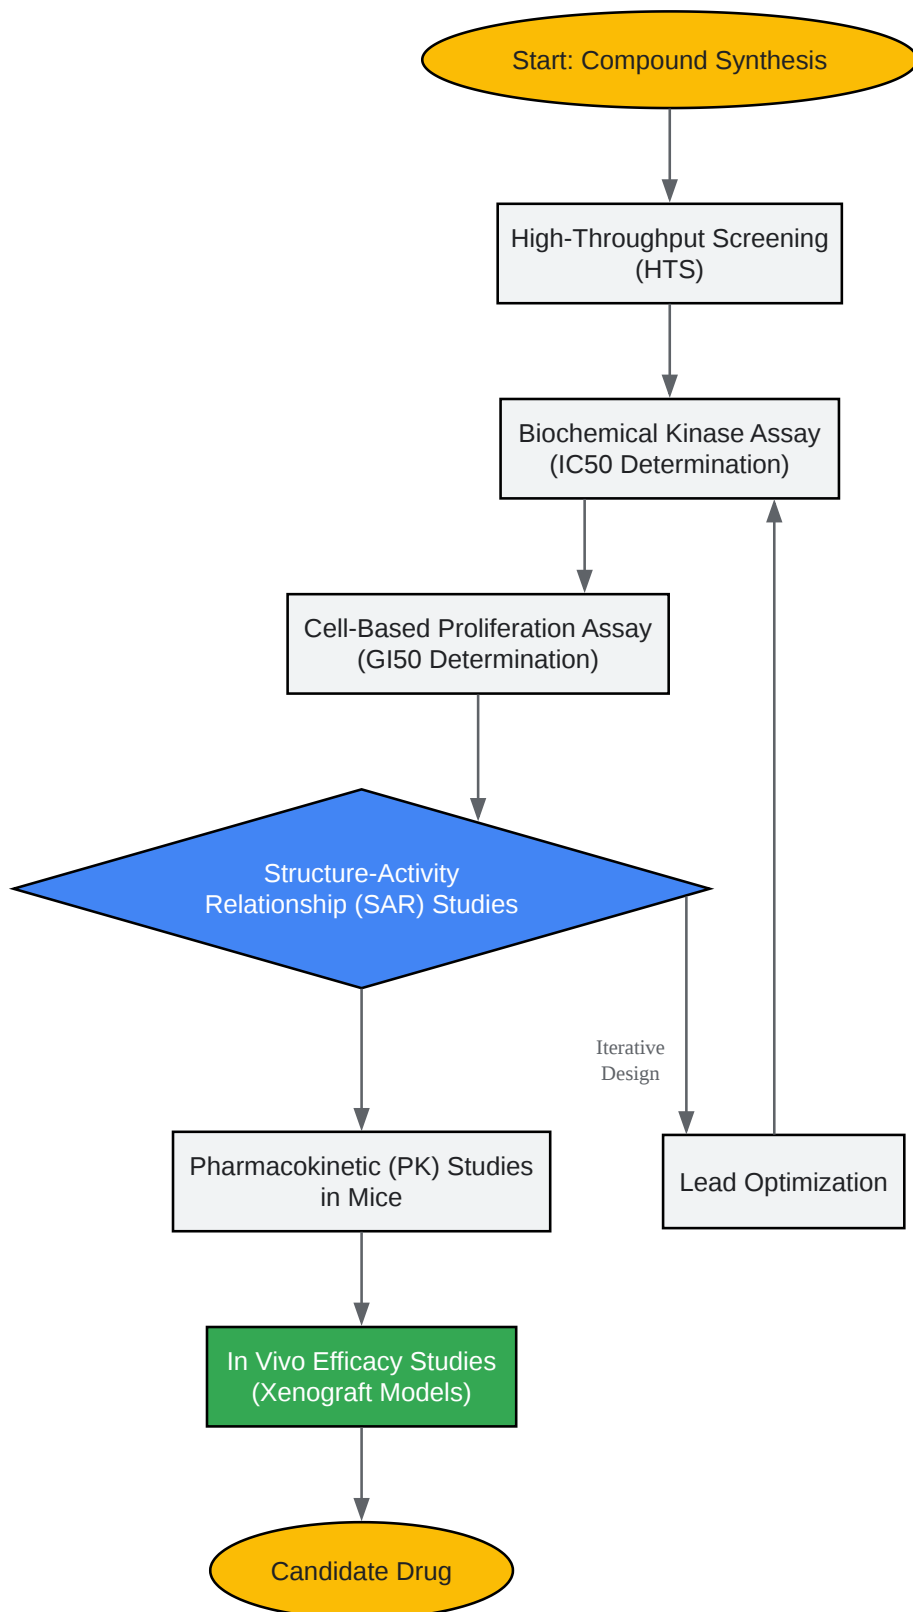 Start: Compound Synthesis
High-Throughput Screening
(HTS)
Biochemical Kinase Assay
(IC50 Determination)
Cell-Based Proliferation Assay
(GI50 Determination)
Structure-Activity
Relationship (SAR) Studies
Iterative
Design
Pharmacokinetic (PK) Studies
in Mice
Lead Optimization
In Vivo Efficacy Studies
(Xenograft Models)
Candidate Drug